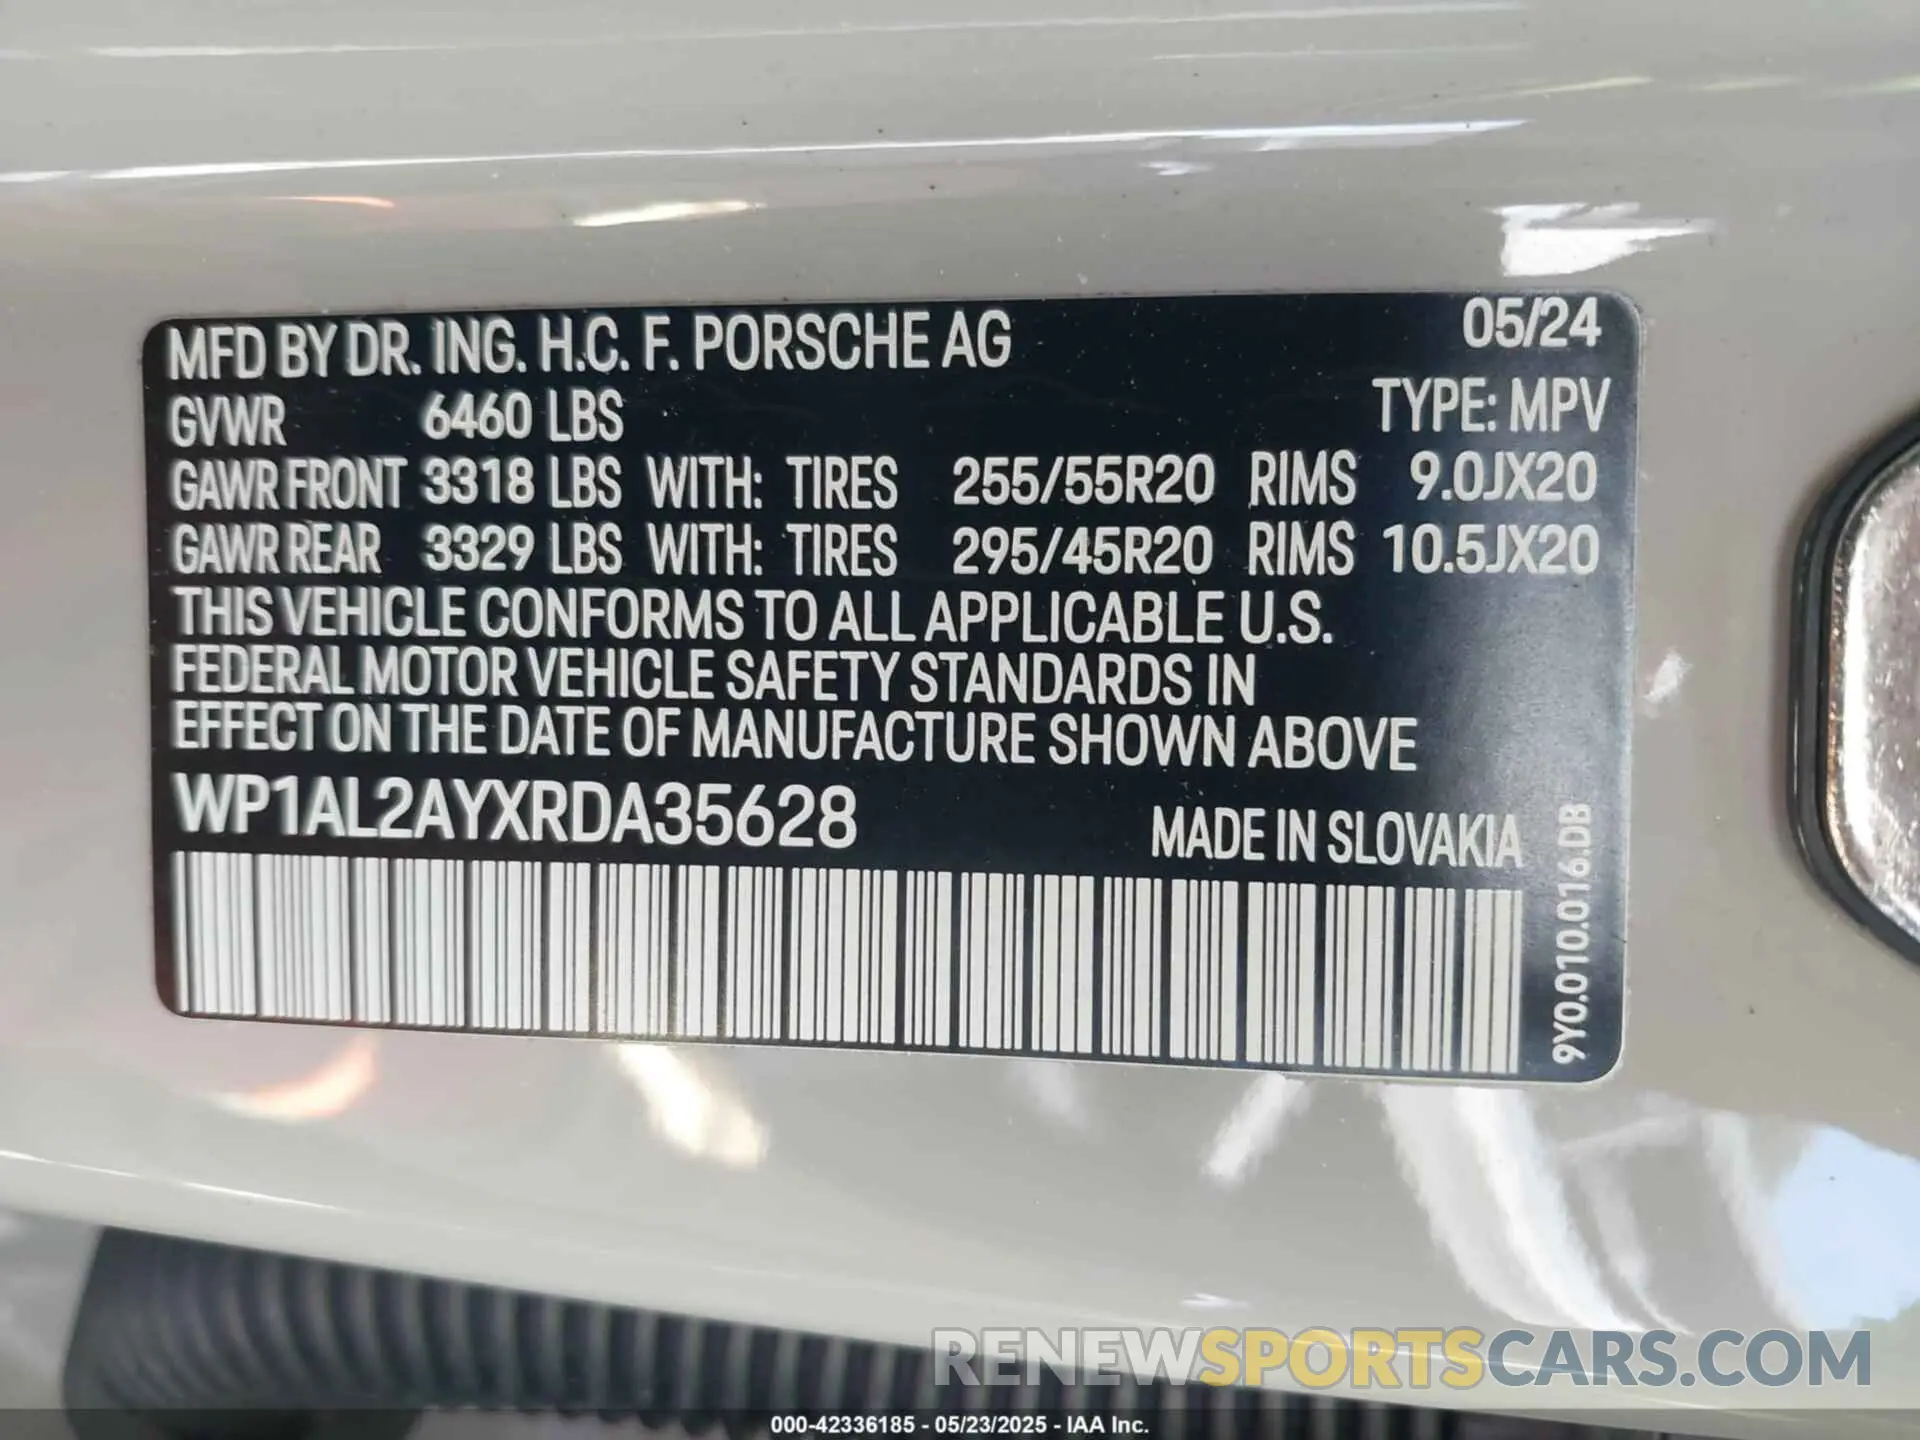 MFD BY DR. ING. H.C. F. PORSCHE AG 05/24
GVWR 6460 LBS TYPE: MPV
GAWR FRONT 3318 LBS WITH: TIRES 255/55R20 RIMS 9.0JX20
GAWR REAR 3329 LBS WITH: TIRES 295/45R20 RIMS 10.5JX20
THIS VEHICLE CONFORMS TO ALL APPLICABLE U.S.
FEDERAL MOTOR VEHICLE SAFETY STANDARDS IN
EFFECT ON THE DATE OF MANUFACTURE SHOWN ABOVE
WP1AL2AYXRDA35628 MADE IN SLOVAKIA
9Y0.010.016.DB
RENEWSPORTSCARS.COM
000-42336185 - 05/23/2025 - IAA Inc.